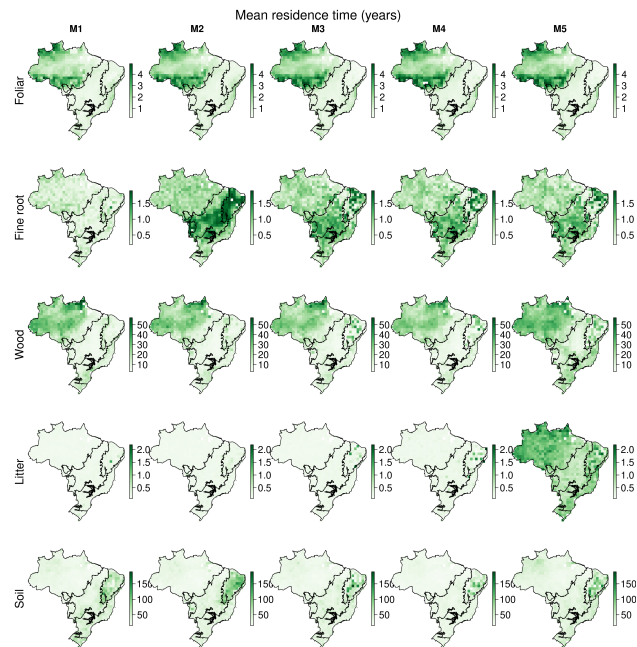 Mean residence time (years)
M1 M2 M3 M4 M5
Foliar
4 3 2 1 4 3 2 1 4 3 2 1 4 3 2 1 4 3 2 1
Fine root
1.5 1.0 0.5 1.5 1.0 0.5 1.5 1.0 0.5 1.5 1.0 0.5 1.5 1.0 0.5
Wood
50 40 30 20 10 50 40 30 20 10 50 40 30 20 10 50 40 30 20 10 50 40 30 20 10
Litter
2.0 1.5 1.0 0.5 2.0 1.5 1.0 0.5 2.0 1.5 1.0 0.5 2.0 1.5 1.0 0.5 2.0 1.5 1.0 0.5
Soil
150 100 50 150 100 50 150 100 50 150 100 50 150 100 50